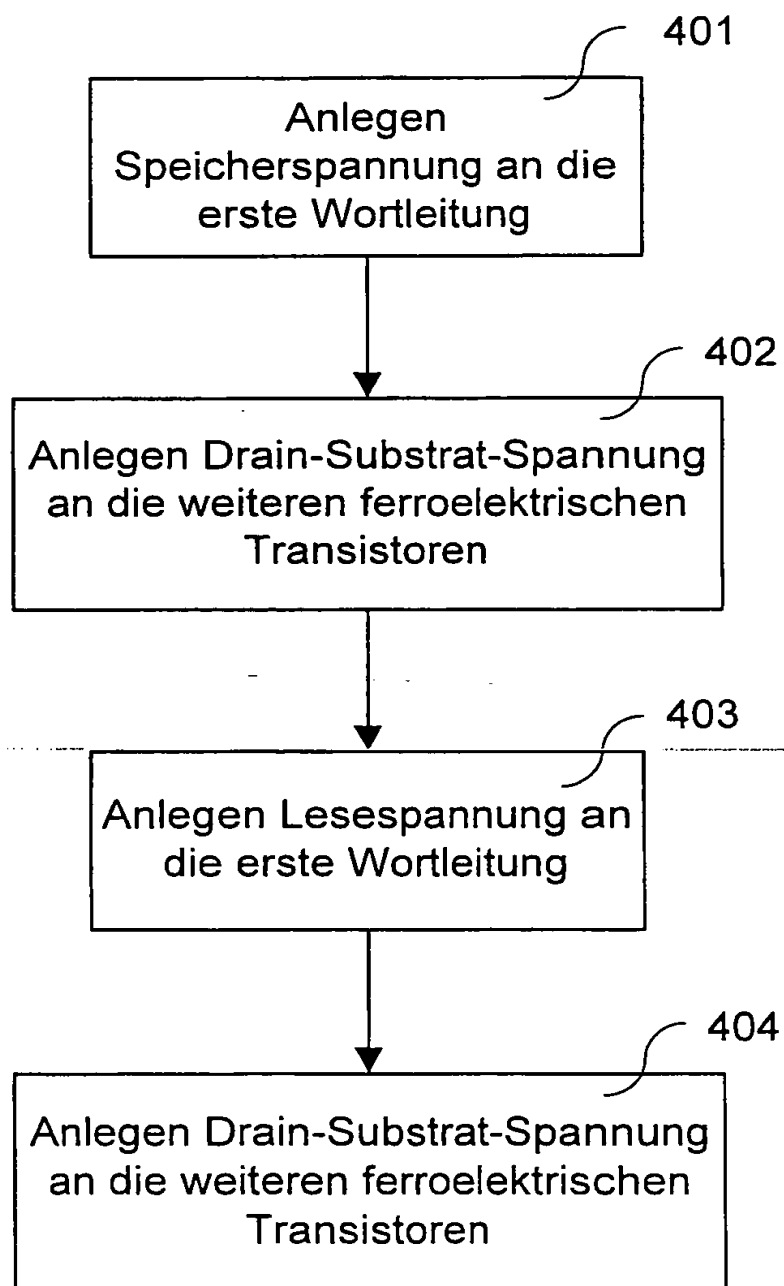 401
Anlegen
Speicherspannung an die
erste Wortleitung
402
Anlegen Drain-Substrat-Spannung
an die weiteren ferroelektrischen
Transistoren
403
Anlegen Lesespannung an
die erste Wortleitung
404
Anlegen Drain-Substrat-Spannung
an die weiteren ferroelektrischen
Transistoren